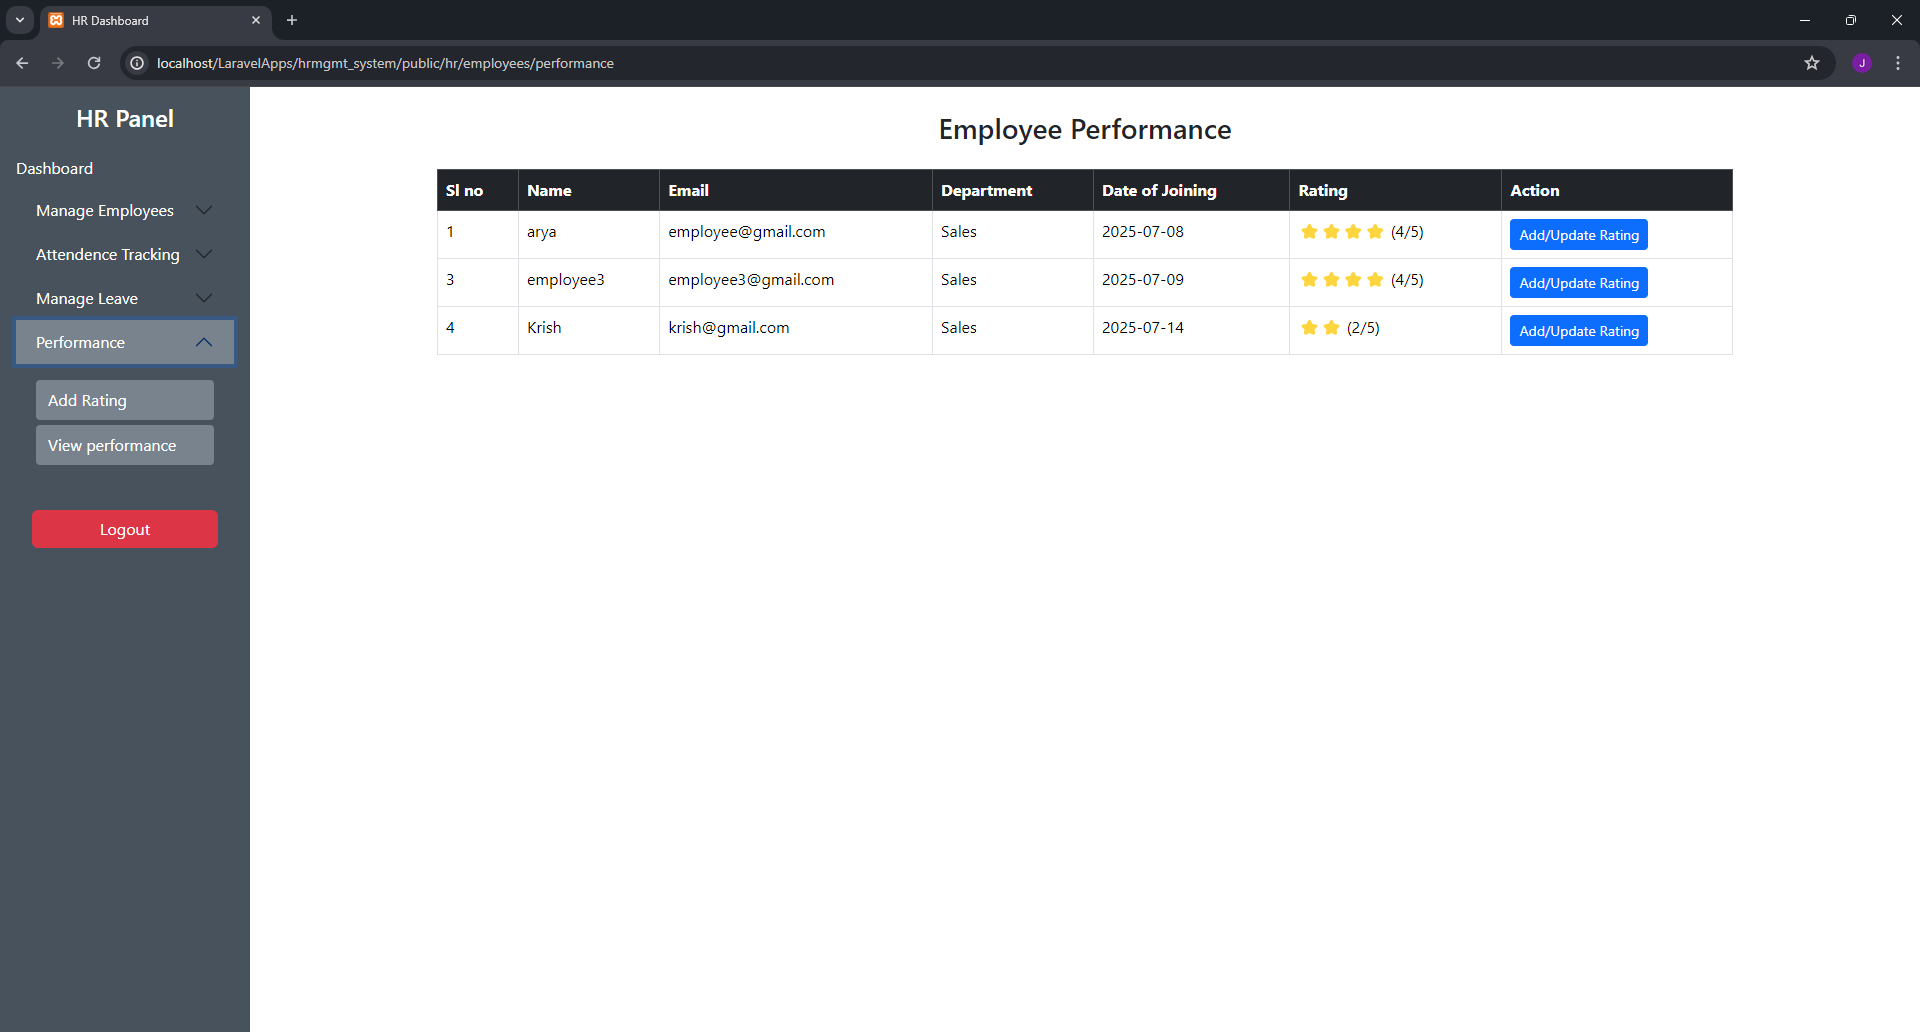 HR Dashboard
localhost/LaravelApps/hrmgmt_system/public/hr/employees/performance
J
HR Panel
Dashboard
Manage Employees
Attendence Tracking
Manage Leave
Performance
Add Rating
View performance
Logout
Employee Performance
Sl no Name Email Department Date of Joining Rating Action
1 arya employee@gmail.com Sales 2025-07-08 (4/5) Add/Update Rating
3 employee3 employee3@gmail.com Sales 2025-07-09 (4/5) Add/Update Rating
4 Krish krish@gmail.com Sales 2025-07-14 (2/5) Add/Update Rating